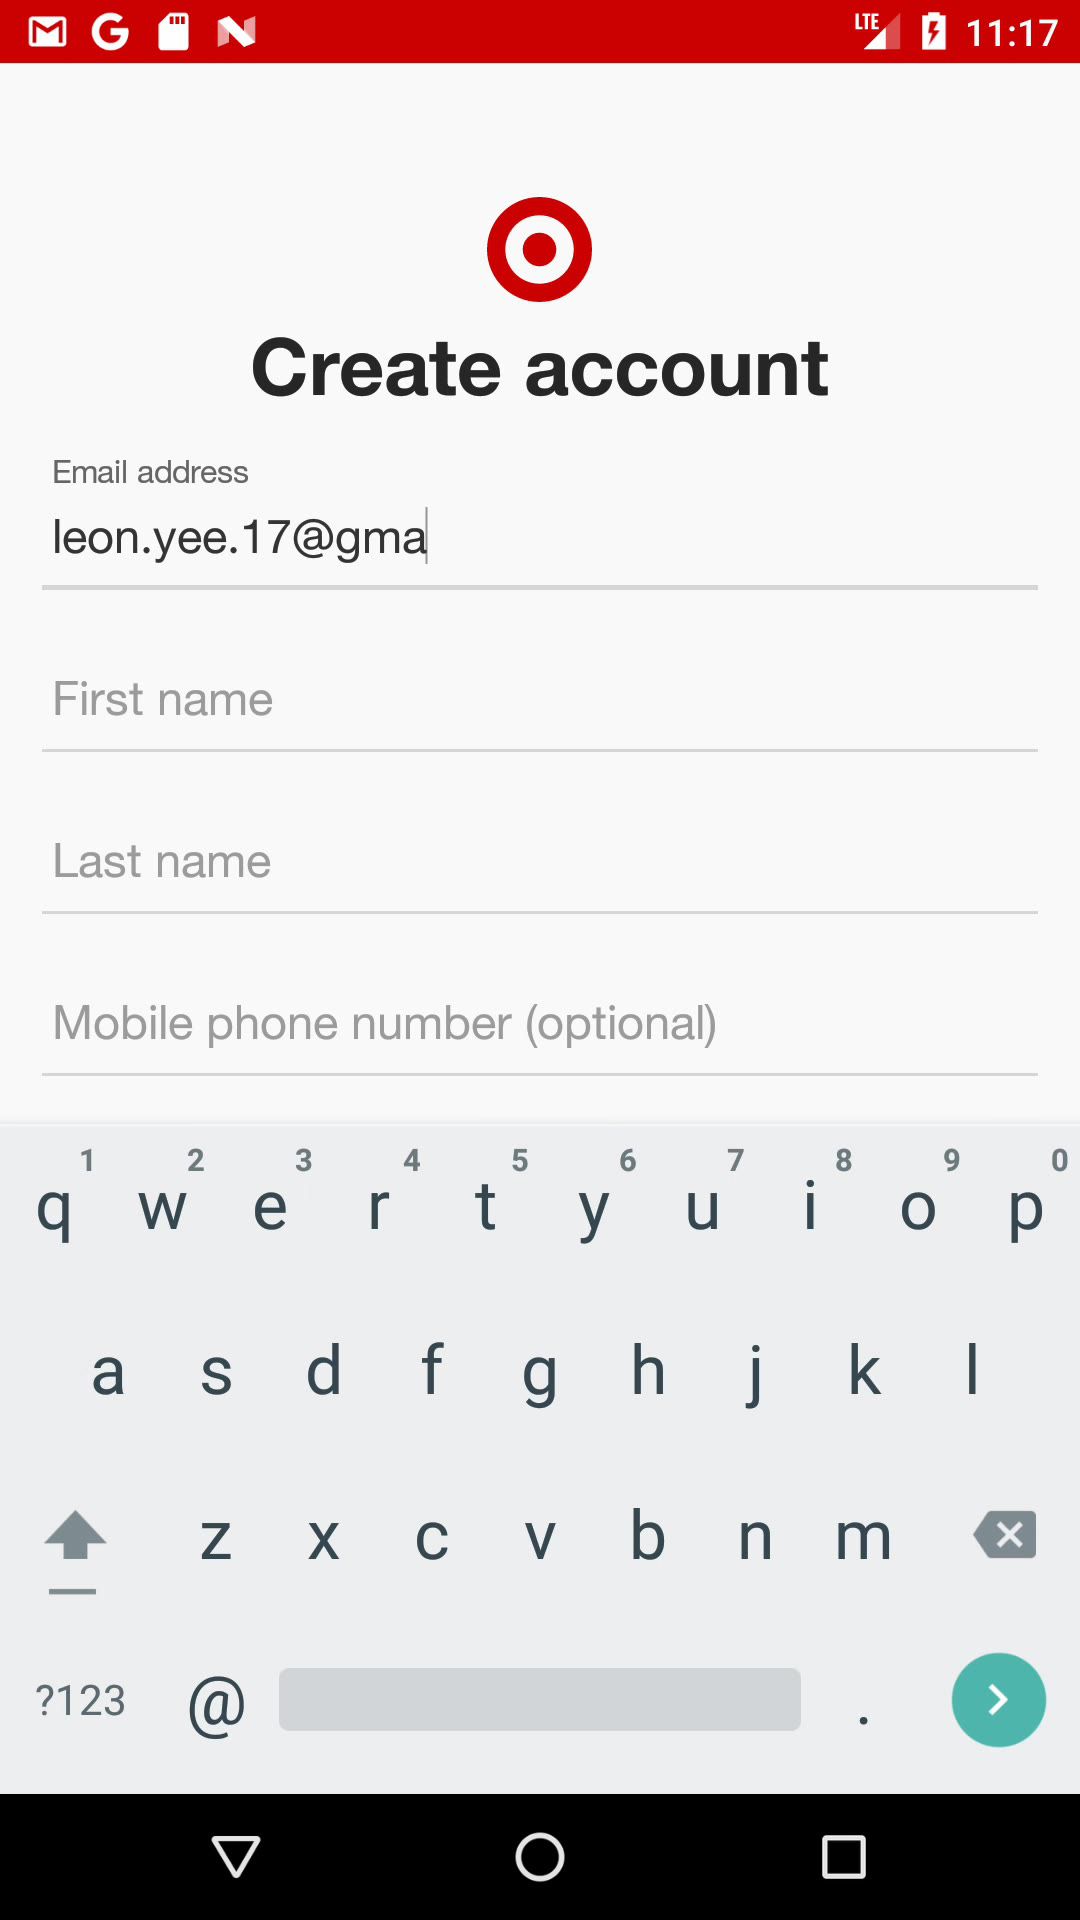 LTE 11:17
Create account
Email address
leon.yee.17@gma
First name
Last name
Mobile phone number (optional)
1 2 3 4 5 6 7 8 9 0
q w e r t y u i o p
a s d f g h j k l
z x c v b n m
?123 @ .